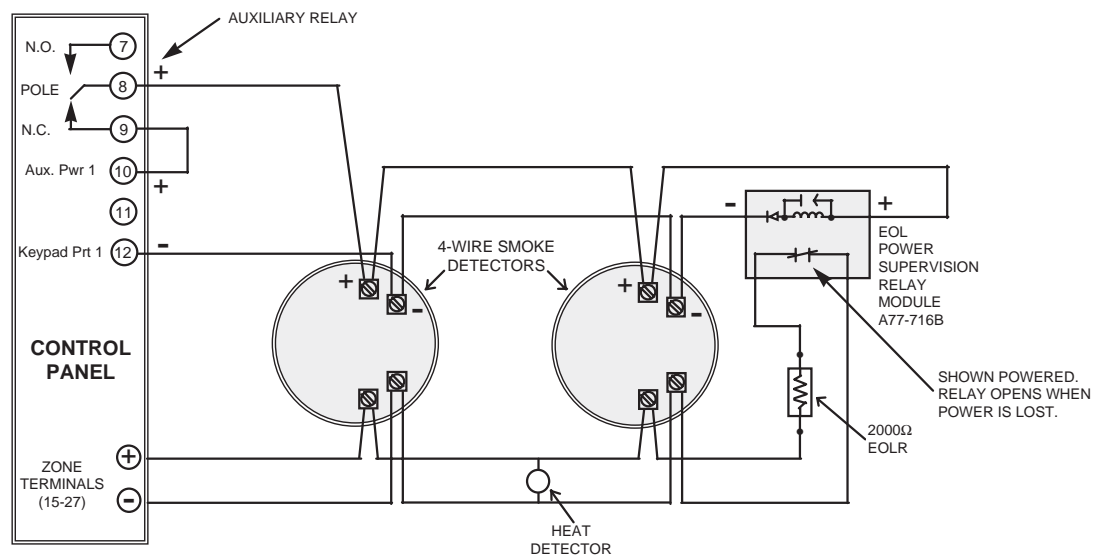 AUXILIARY RELAY
N.O.
7
+
POLE
8
N.C.
9
Aux. Pwr 1
10
+
11
Keypad Prt 1
12
-
4-WIRE SMOKE
DETECTORS
+
-
+
-
-
+
EOL
POWER
SUPERVISION
RELAY
MODULE
A77-716B
CONTROL
PANEL
SHOWN POWERED.
RELAY OPENS WHEN
POWER IS LOST.
2000Ω
EOLR
+
ZONE
TERMINALS
(15-27)
-
HEAT
DETECTOR